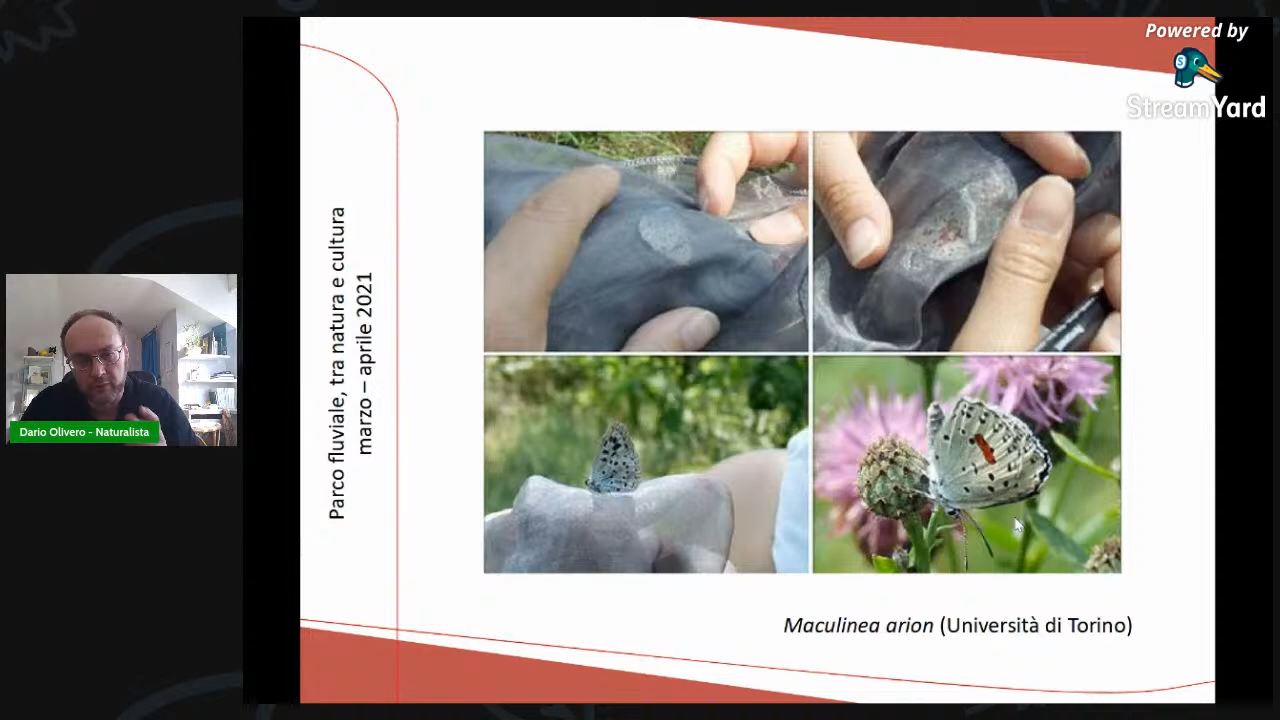 Powered by
StreamYard
Parco fluviale, tra natura e cultura
marzo – aprile 2021
Dario Olivero - Naturalista
Maculinea arion (Università di Torino)